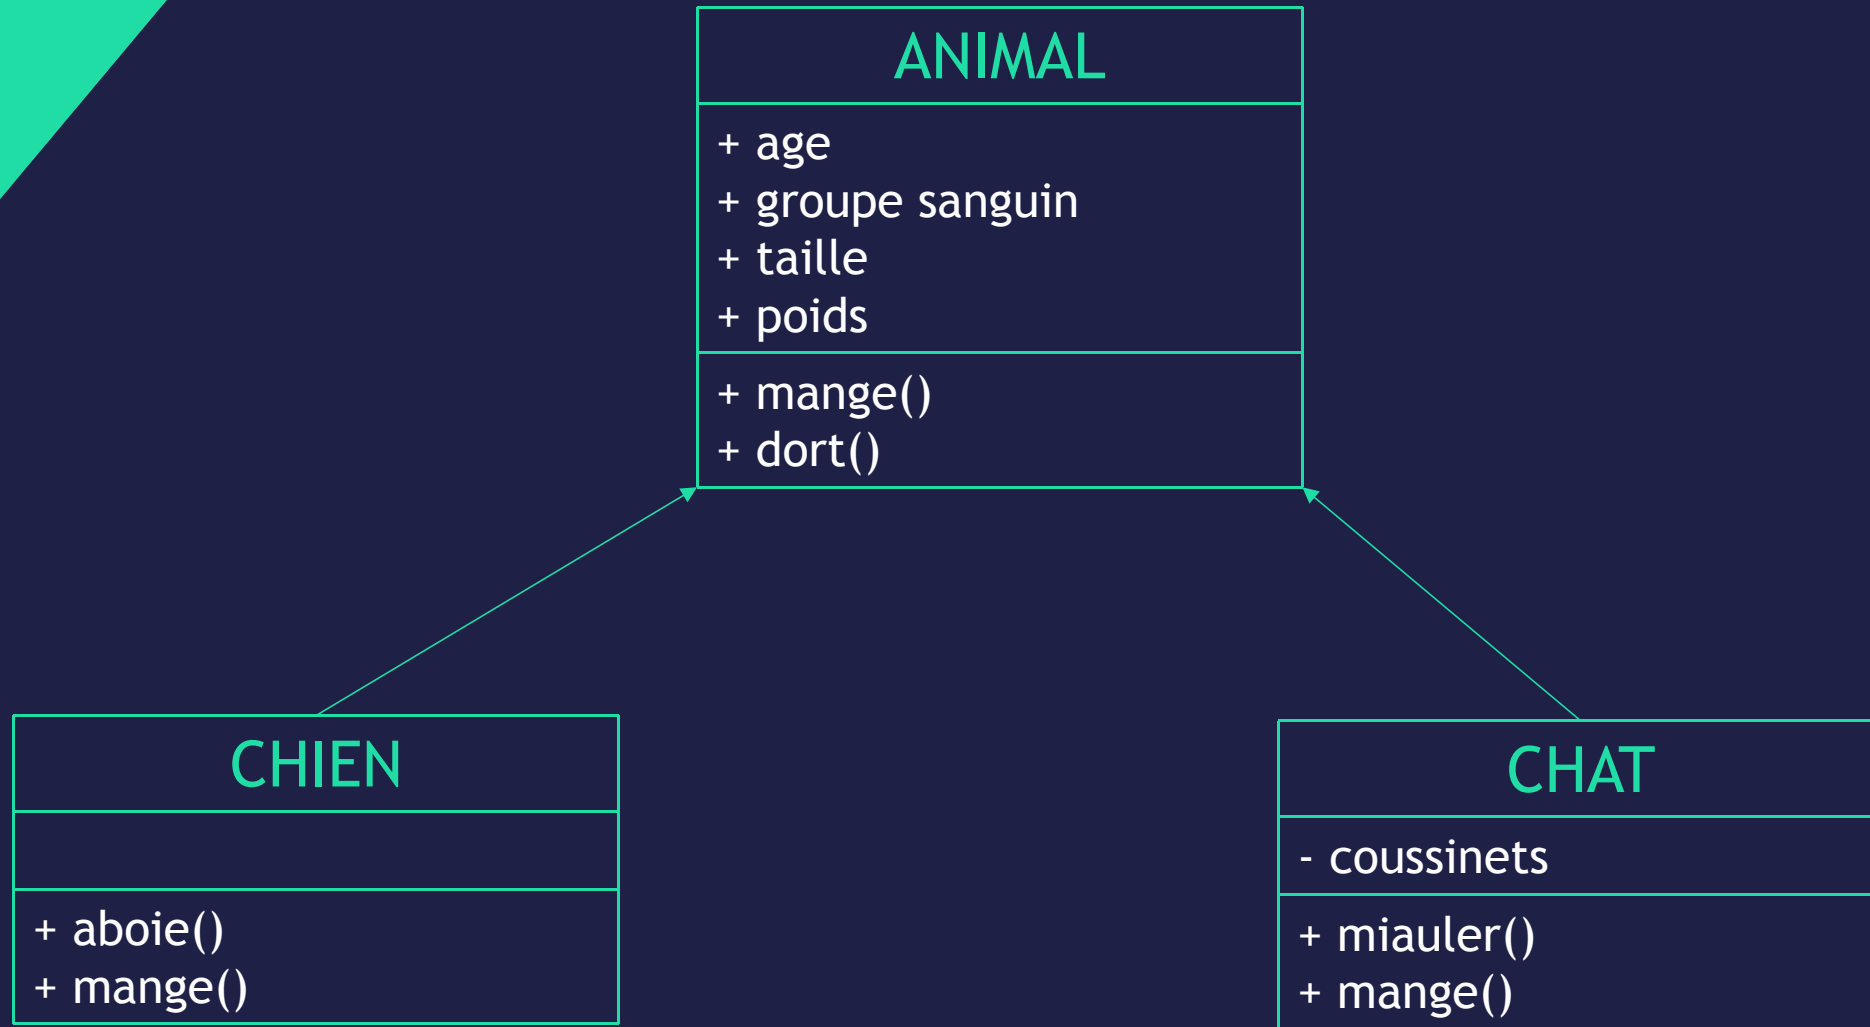 ANIMAL
+ age
+ groupe sanguin
+ taille
+ poids
+ mange()
+ dort()
CHIEN
+ aboie()
+ mange()
CHAT
- coussinets
+ miauler()
+ mange()